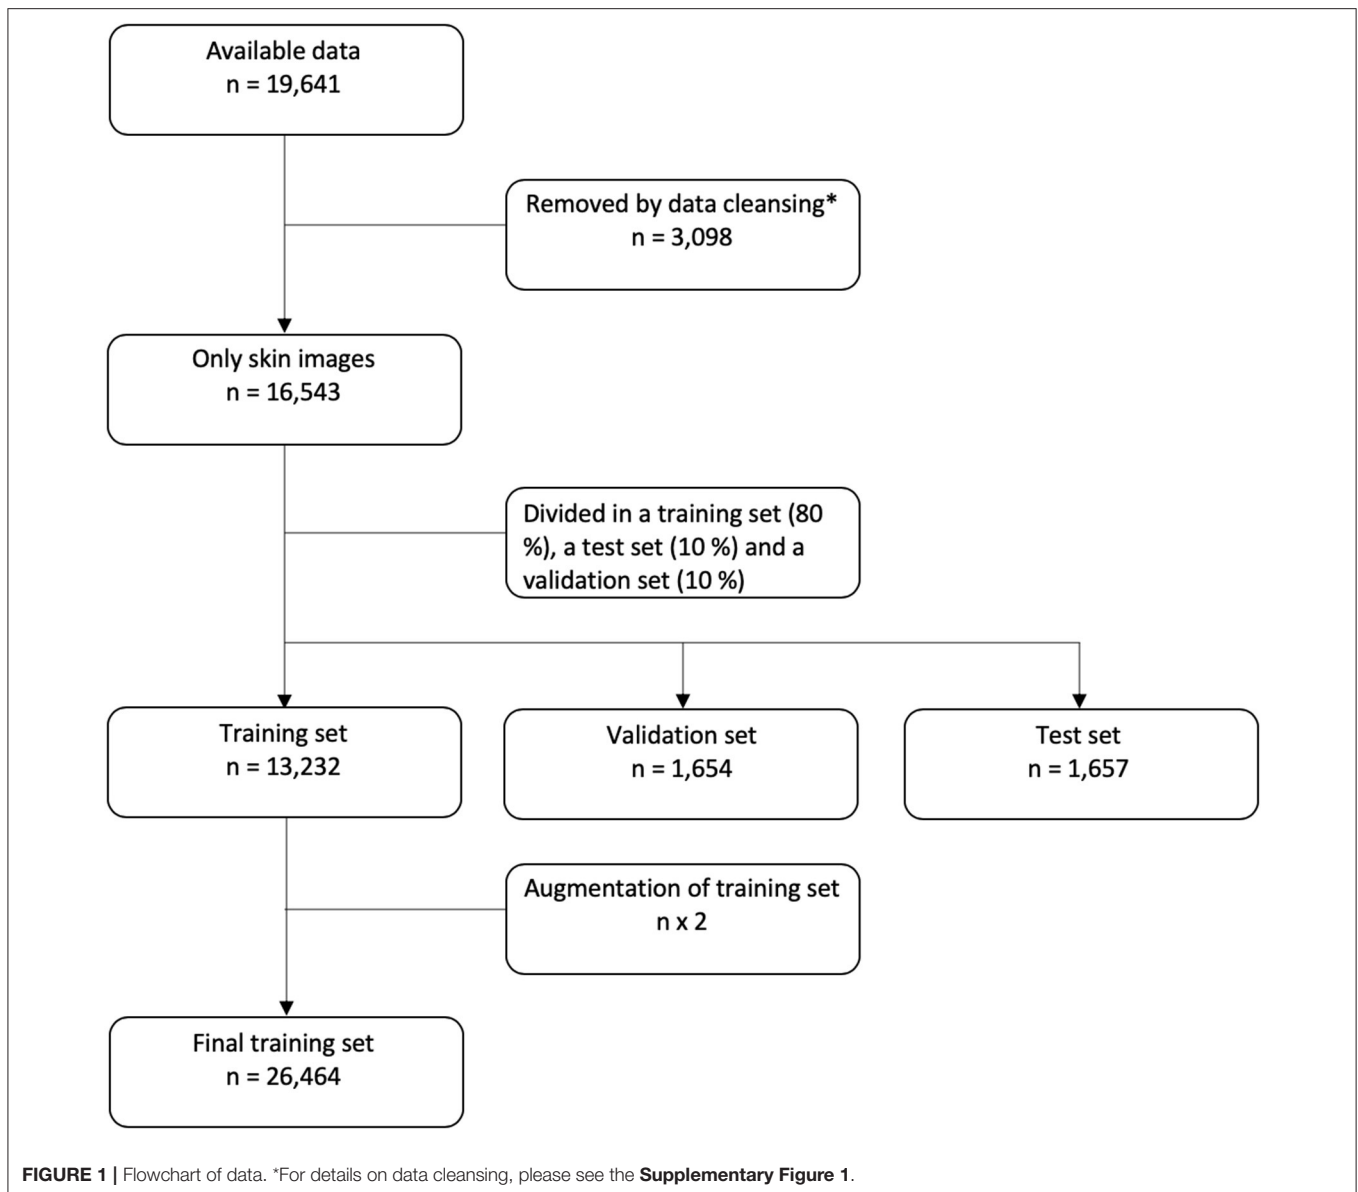 Available data
n = 19,641
Removed by data cleansing*
n = 3,098
Only skin images
n = 16,543
Divided in a training set (80
%), a test set (10 %) and a
validation set (10 %)
Training set
n = 13,232
Validation set
n = 1,654
Test set
n = 1,657
Augmentation of training set
n x 2
Final training set
n = 26,464
FIGURE 1 | Flowchart of data. *For details on data cleansing, please see the Supplementary Figure 1.